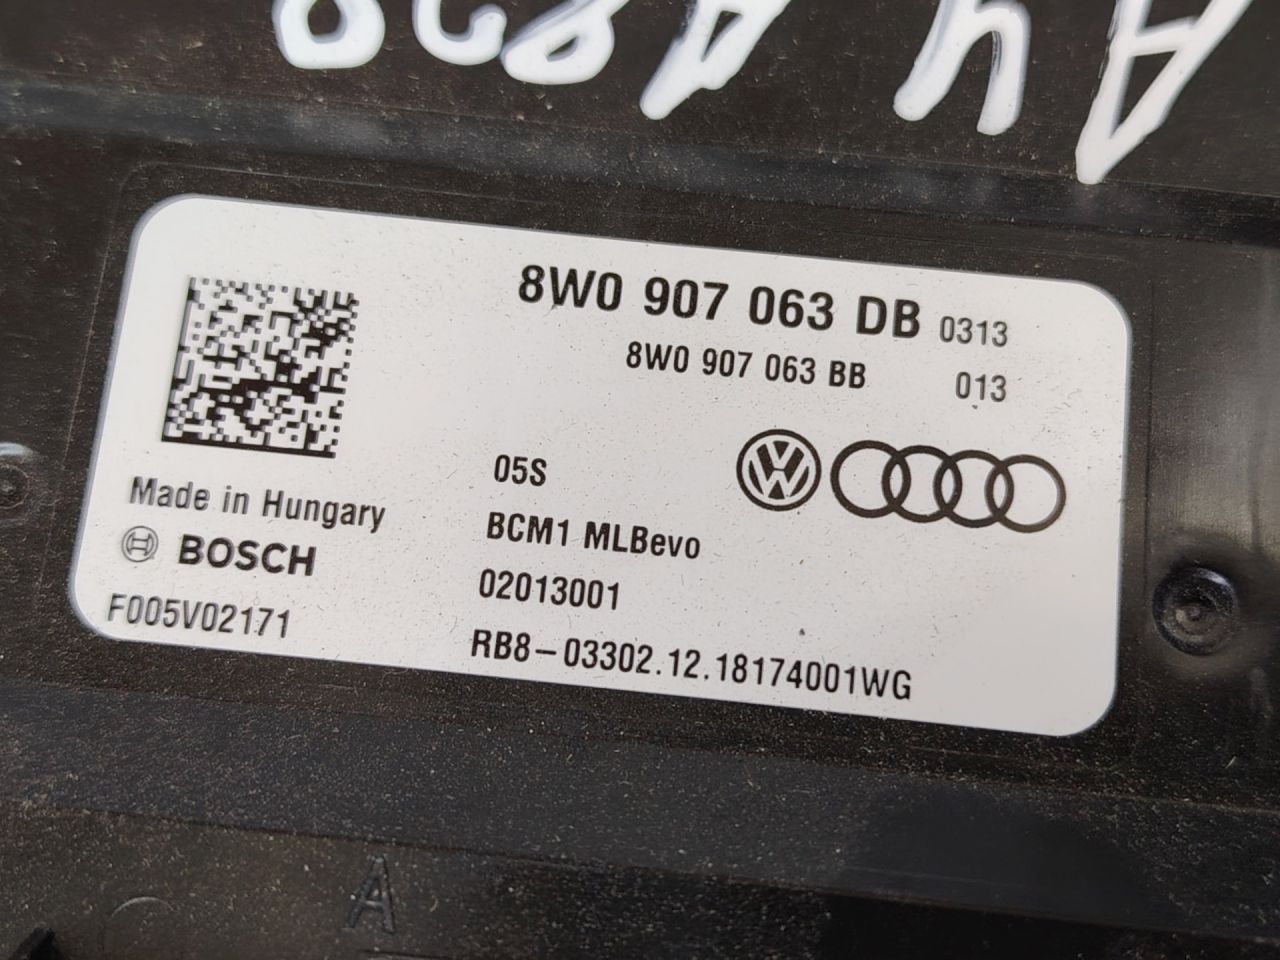 8W0 907 063 DB 0313
8W0 907 063 BB 013
05S
BCM1 MLBevo
02013001
RB8-03302.12.18174001WG
Made in Hungary
BOSCH
F005V02171
A